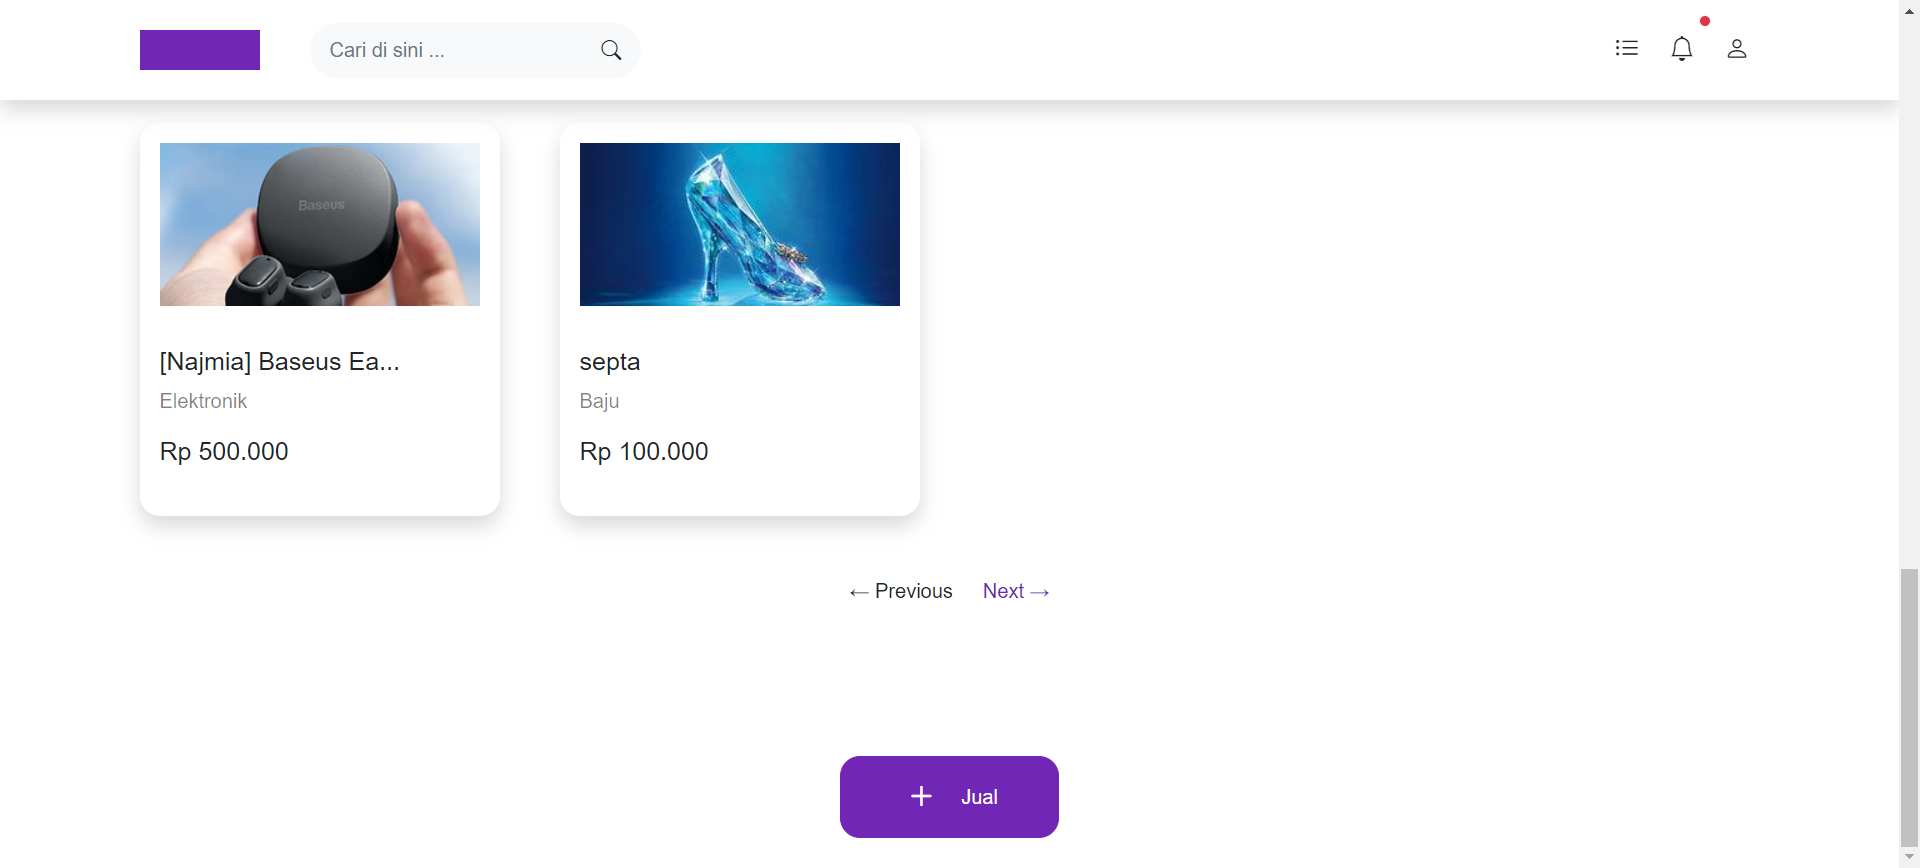 Cari di sini ...
Baseus
[Najmia] Baseus Ea...
Elektronik
Rp 500.000
septa
Baju
Rp 100.000
← Previous Next →
+ Jual